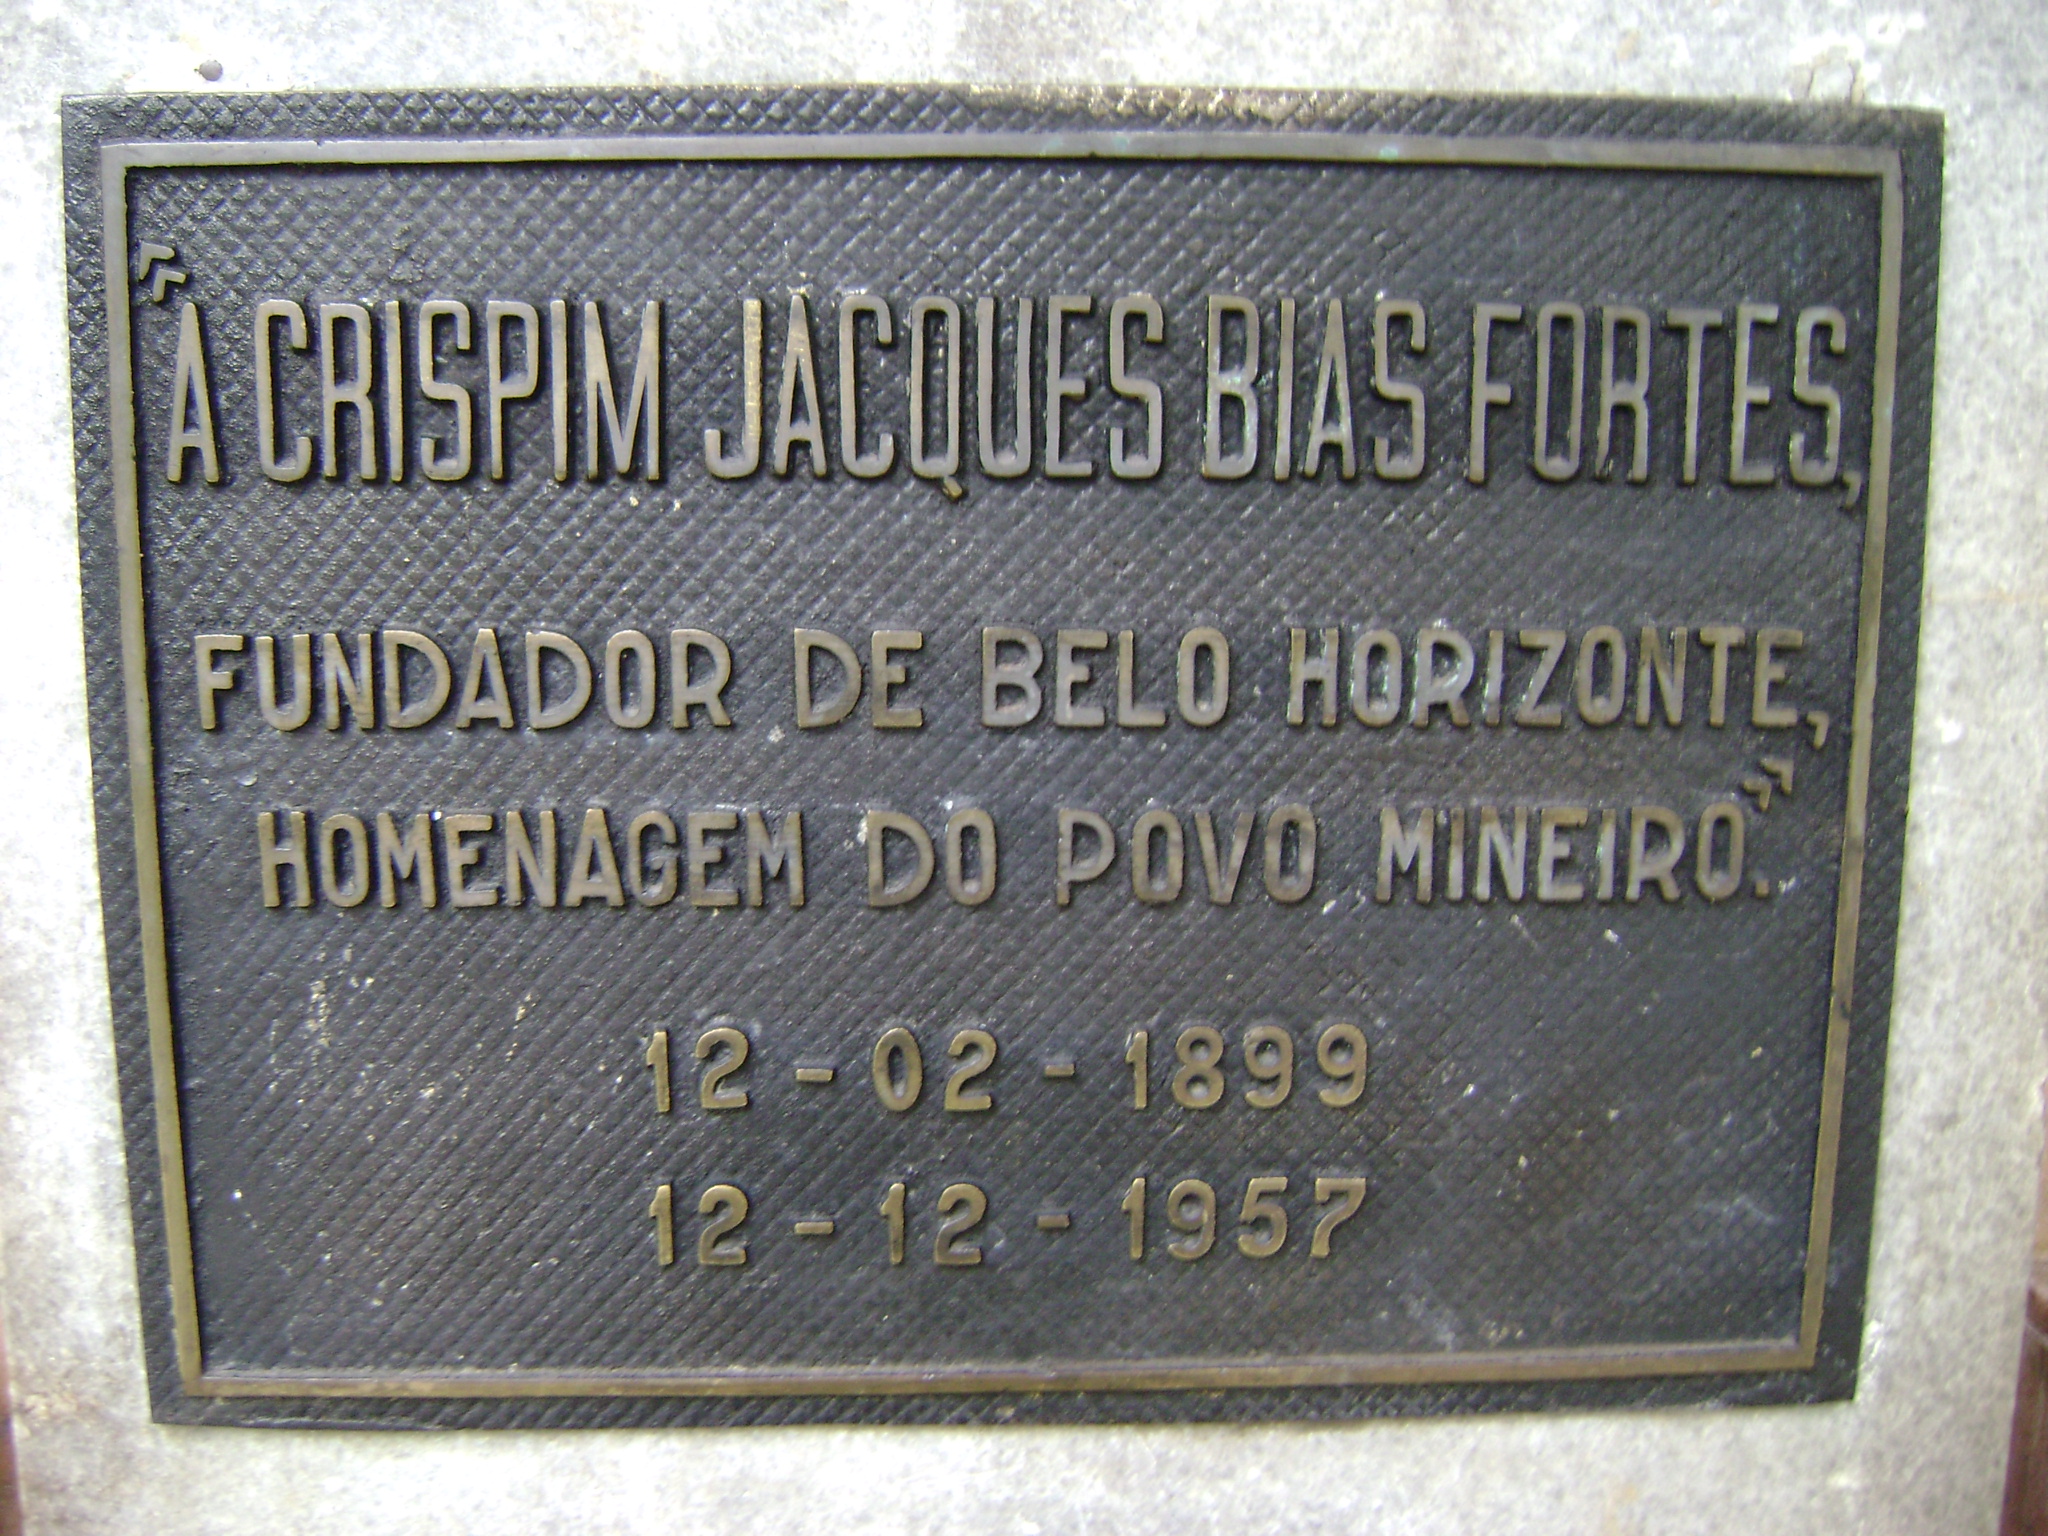 "A CRISPIM JACQUES BIAS FORTES,
FUNDADOR DE BELO HORIZONTE,
HOMENAGEM DO POVO MINEIRO."
12-02-1899
12-12-1957